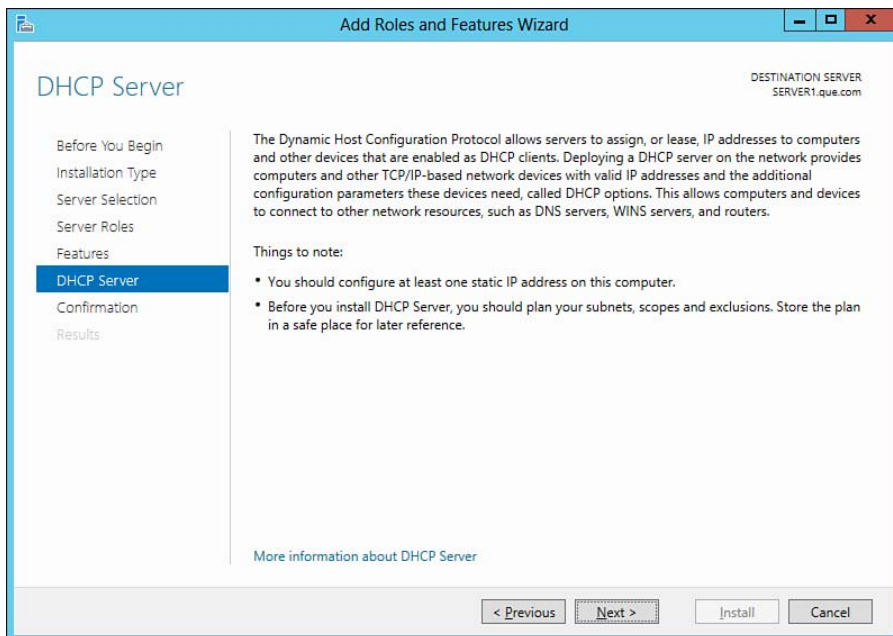 Add Roles and Features Wizard
x
DHCP Server
DESTINATION SERVER
SERVER1.que.com
Before You Begin
Installation Type
Server Selection
Server Roles
Features
DHCP Server
Confirmation
Results
The Dynamic Host Configuration Protocol allows servers to assign, or lease, IP addresses to computers
and other devices that are enabled as DHCP clients. Deploying a DHCP server on the network provides
computers and other TCP/IP-based network devices with valid IP addresses and the additional
configuration parameters these devices need, called DHCP options. This allows computers and devices
to connect to other network resources, such as DNS servers, WINS servers, and routers.
Things to note:
• You should configure at least one static IP address on this computer.
• Before you install DHCP Server, you should plan your subnets, scopes and exclusions. Store the plan
in a safe place for later reference.
More information about DHCP Server
< Previous
Next >
Install
Cancel